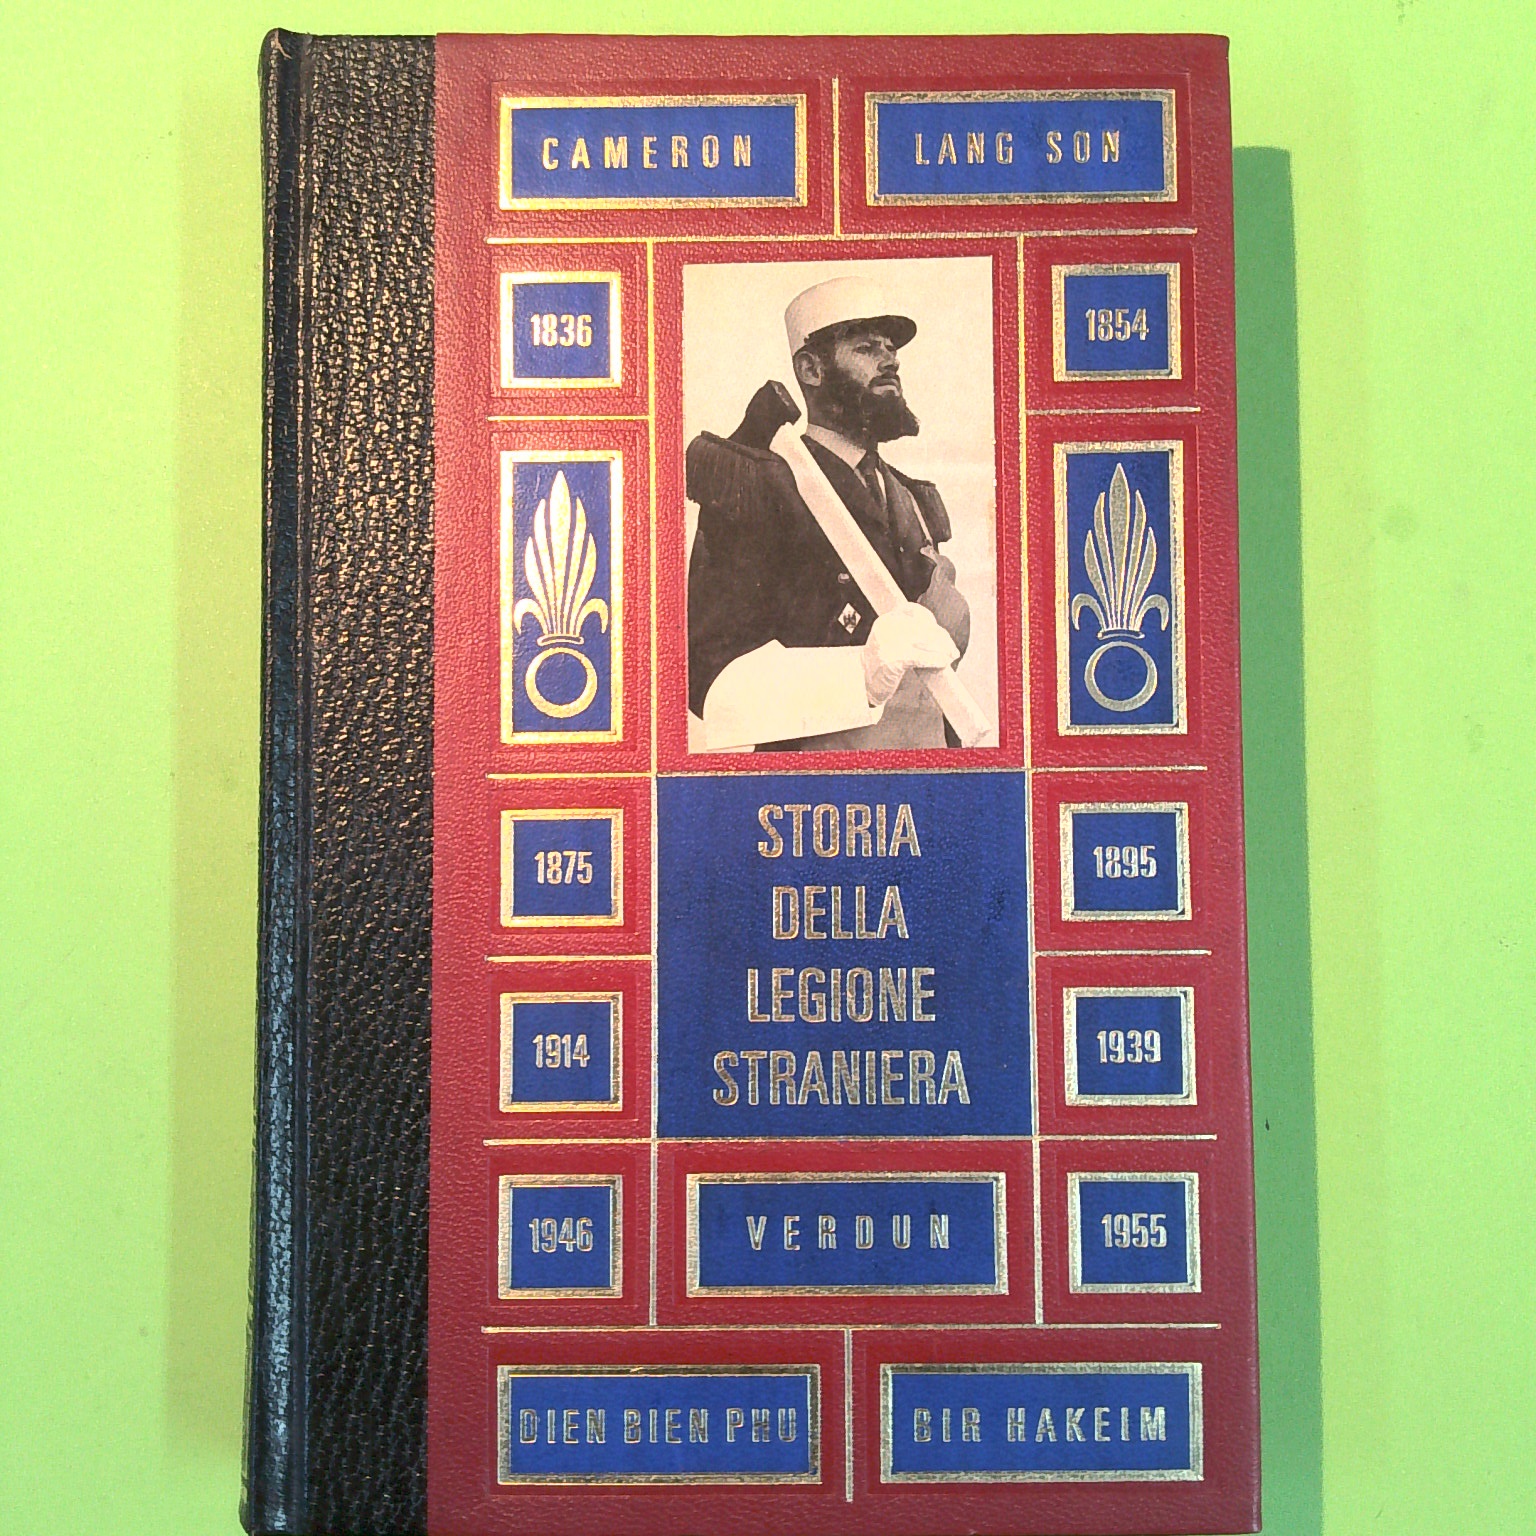 CAMERON
LANG SON
1836
1854
STORIA
DELLA
LEGIONE
STRANIERA
1875
1895
1914
1939
1946
VERDUN
1955
DIEN BIEN PHU
BIR HAKEIM